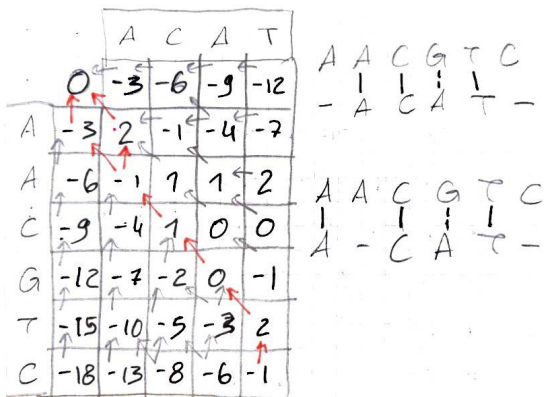 A C A T
0 -3 -6 -9 -12
A -3 2 -1 -4 -7
A -6 -1 1 1 2
C -9 -4 1 0 0
G -12 -7 -2 0 -1
T -15 -10 -5 -3 2
C -18 -13 -8 -6 -1
A A C G T C
- A C A T -
A A C G T C
A - C A T -